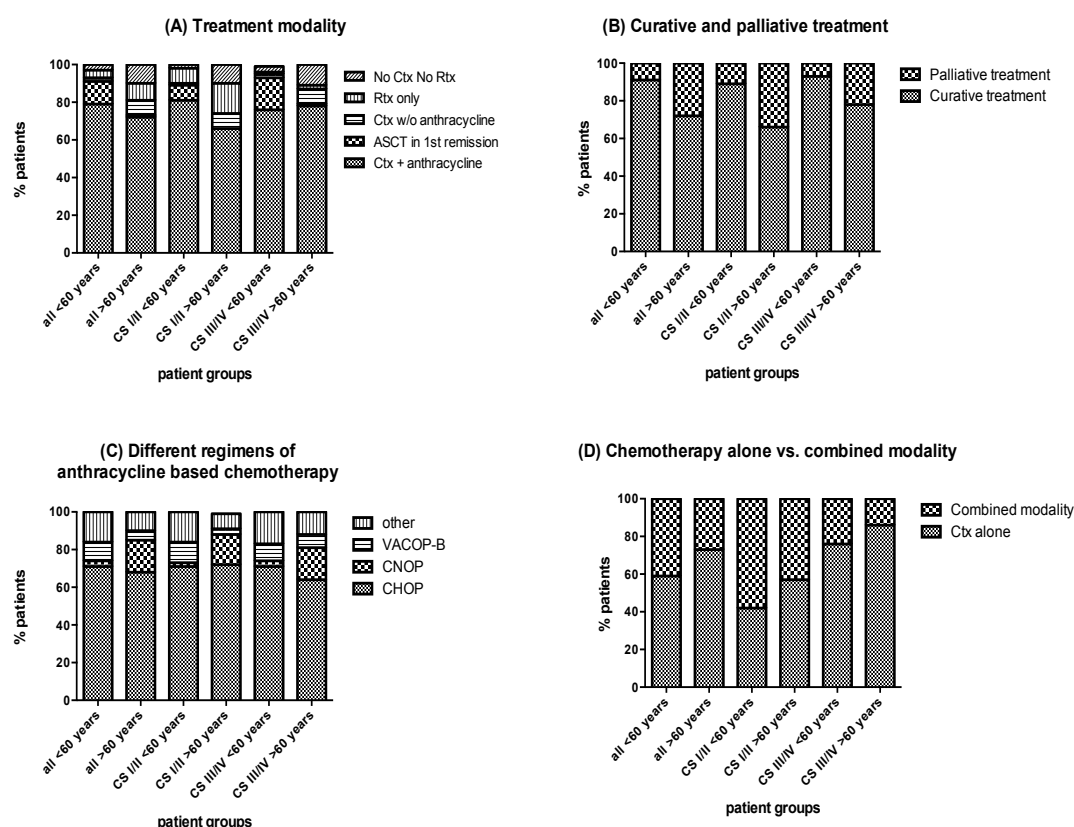 (A) Treatment modality
% patients
100
80
60
40
20
0
No Ctx No Rtx
Rtx only
Ctx w/o anthracycline
ASCT in 1st remission
Ctx + anthracycline
all <60 years
all >60 years
CS I/II <60 years
CS I/II >60 years
CS III/IV <60 years
CS III/IV >60 years
patient groups
(B) Curative and palliative treatment
% patients
100
80
60
40
20
0
Palliative treatment
Curative treatment
all <60 years
all >60 years
CS I/II <60 years
CS I/II >60 years
CS III/IV <60 years
CS III/IV >60 years
patient groups
(C) Different regimens of
anthracycline based chemotherapy
% patients
100
80
60
40
20
0
other
VACOP-B
CNOP
CHOP
all <60 years
all >60 years
CS I/II <60 years
CS I/II >60 years
CS III/IV <60 years
CS III/IV >60 years
patient groups
(D) Chemotherapy alone vs. combined modality
% patients
100
80
60
40
20
0
Combined modality
Ctx alone
all <60 years
all >60 years
CS I/II <60 years
CS I/II >60 years
CS III/IV <60 years
CS III/IV >60 years
patient groups